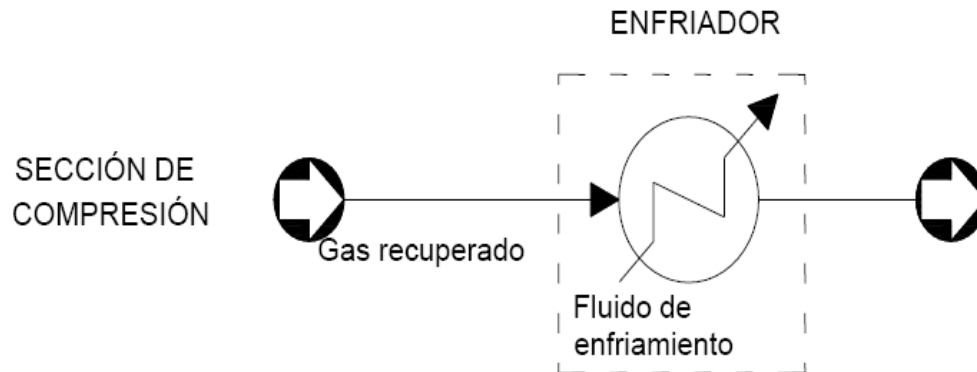 ENFRIADOR
SECCIÓN DE
COMPRESIÓN
Gas recuperado
Fluido de
enfriamiento